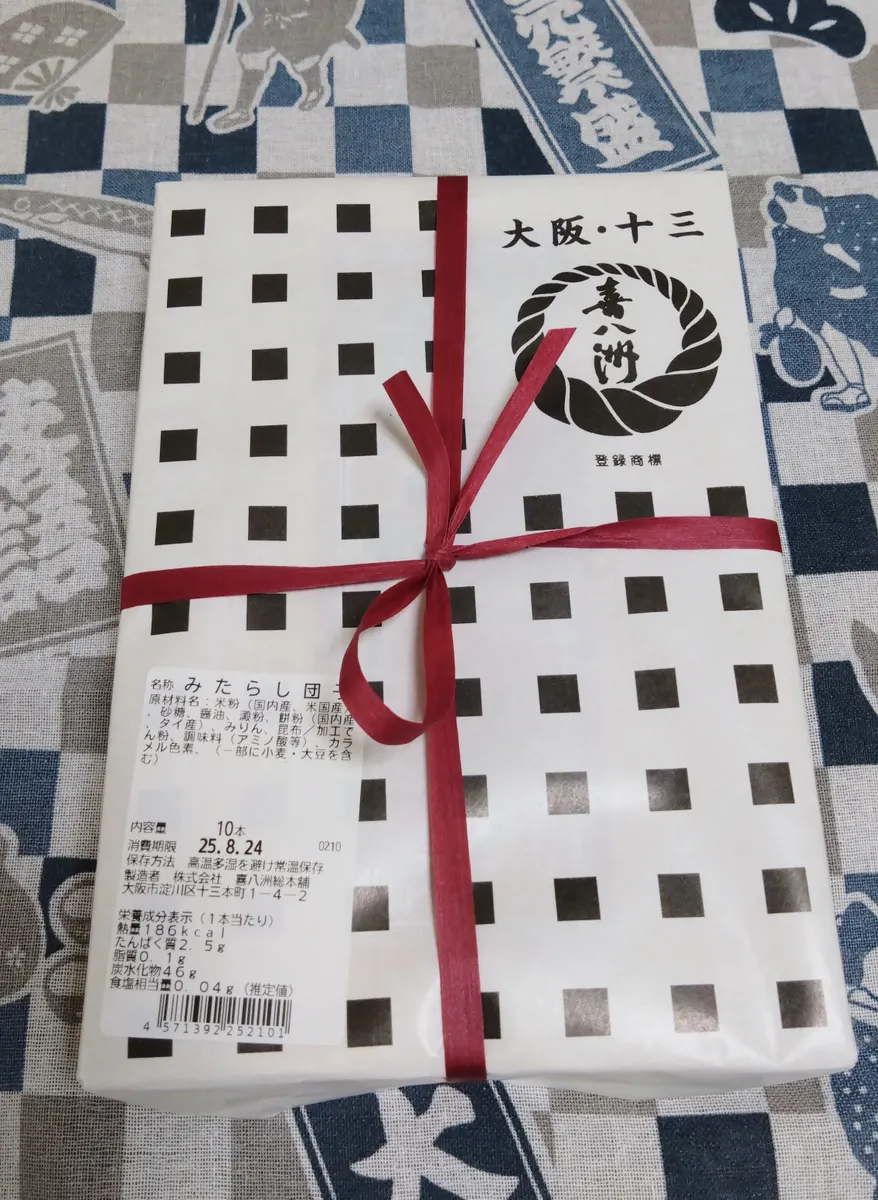 元繁盛
大阪・十三
喜八洲
登録商標
名称 みたらし団
原材料名：米粉（国内産、米国産
、砂糖、醤油、澱粉、餅粉（国内産
、タイ産）、みりん、昆布／加工で
ん粉、調味料（アミノ酸等）、カラ
メル色素、（一部に小麦・大豆を含
む）
内容量 10本
消費期限 25.8.24 0210
保存方法 高温多湿を避け常温保存
製造者 株式会社 喜八洲総本舗
大阪市淀川区十三本町1－4－2
栄養成分表示（1本当たり）
熱量186kcal
たんぱく質2.5g
脂質0.1g
炭水化物46g
食塩相当量0.04g（推定値）
4 571392 252101
大